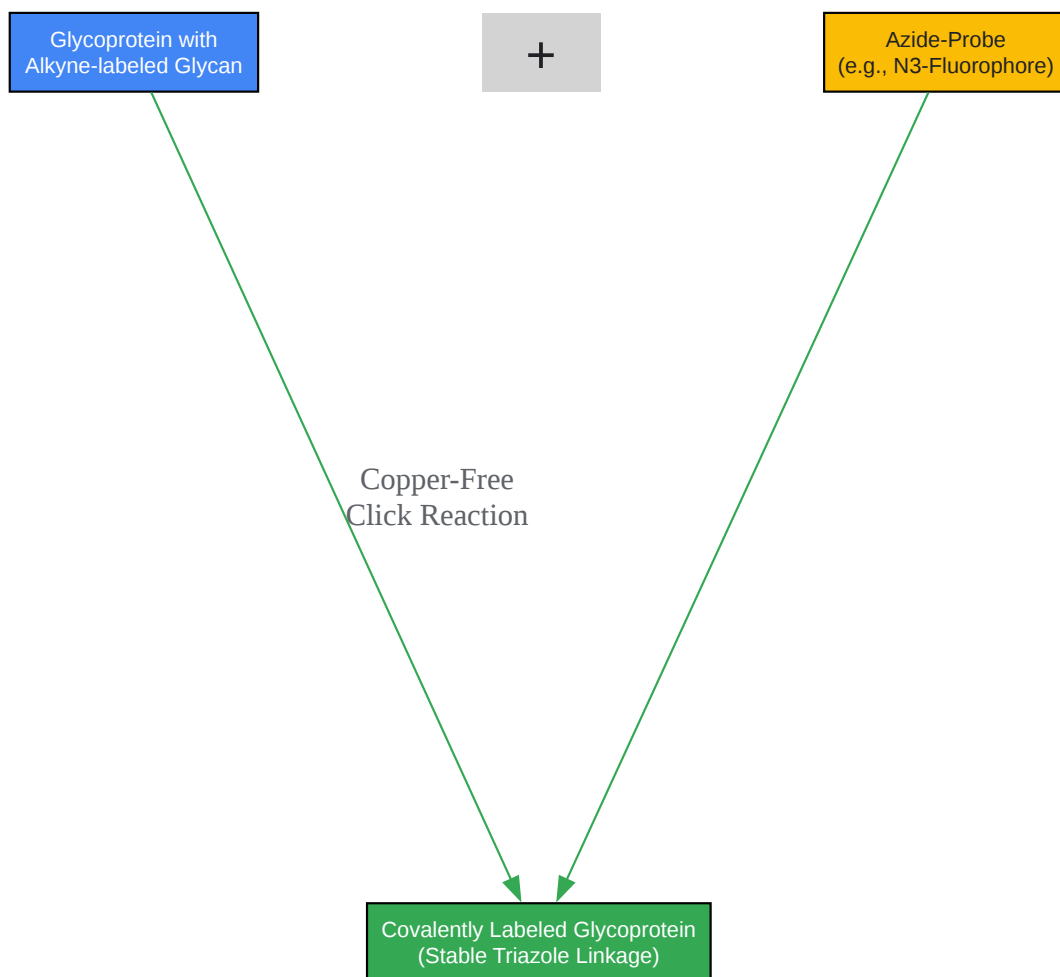 Glycoprotein with
Alkyne-labeled Glycan
+
Azide-Probe
(e.g., N3-Fluorophore)
Copper-Free
Click Reaction
Covalently Labeled Glycoprotein
(Stable Triazole Linkage)